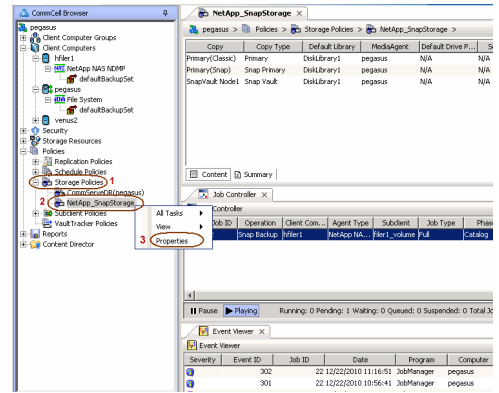 CommCell Browser
pegasus
Client Computer Groups
Client Computers
hfiler1
NAS NetApp NAS NDMP
defaultBackupSet
pegasus
File System
defaultBackupSet
venus2
Security
Storage Resources
Policies
Replication Policies
Schedule Policies
Storage Policies 1
CommServeDR(pegasus)
2 NetApp_SnapStorage
Subclient Policies
VaultTracker Policies
Reports
Content Director
All Tasks
View
3 Properties
NetApp_SnapStorage ×
pegasus > Policies > Storage Policies > NetApp_SnapStorage >
Copy Copy Type Default Library MediaAgent Default Drive P... S
Primary(Classic) Primary DiskLibrary1 pegasus N/A N/A
Primary(Snap) Snap Primary DiskLibrary1 pegasus N/A N/A
SnapVault Node1 Snap Vault DiskLibrary1 pegasus N/A N/A
Content Summary
Job Controller ×
Controller
Job ID Operation Client Com... Agent Type Subclient Job Type Phase
Snap Backup hfiler1 NetApp NA... filer1_volume Full Catalog
Pause Playing Running: 0 Pending: 1 Waiting: 0 Queued: 0 Suspended: 0 Total Jo
Event Viewer ×
Event Viewer
Severity Event ID Job ID Date Program Computer
302 22 12/22/2010 11:16:51 JobManager pegasus
301 22 12/22/2010 10:56:41 JobManager pegasus